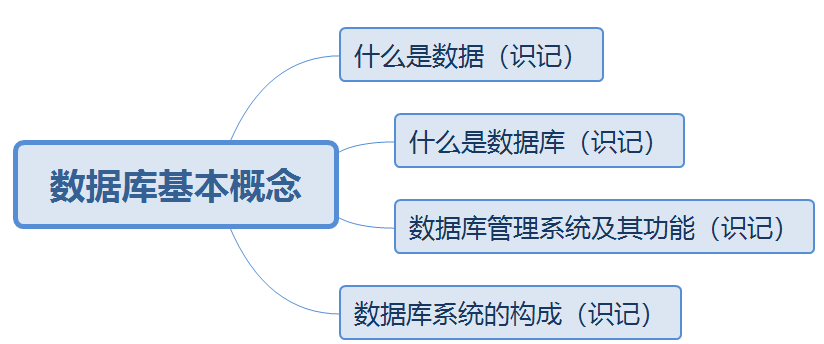 什么是数据（识记）
什么是数据库（识记）
数据库基本概念
数据库管理系统及其功能（识记）
数据库系统的构成（识记）